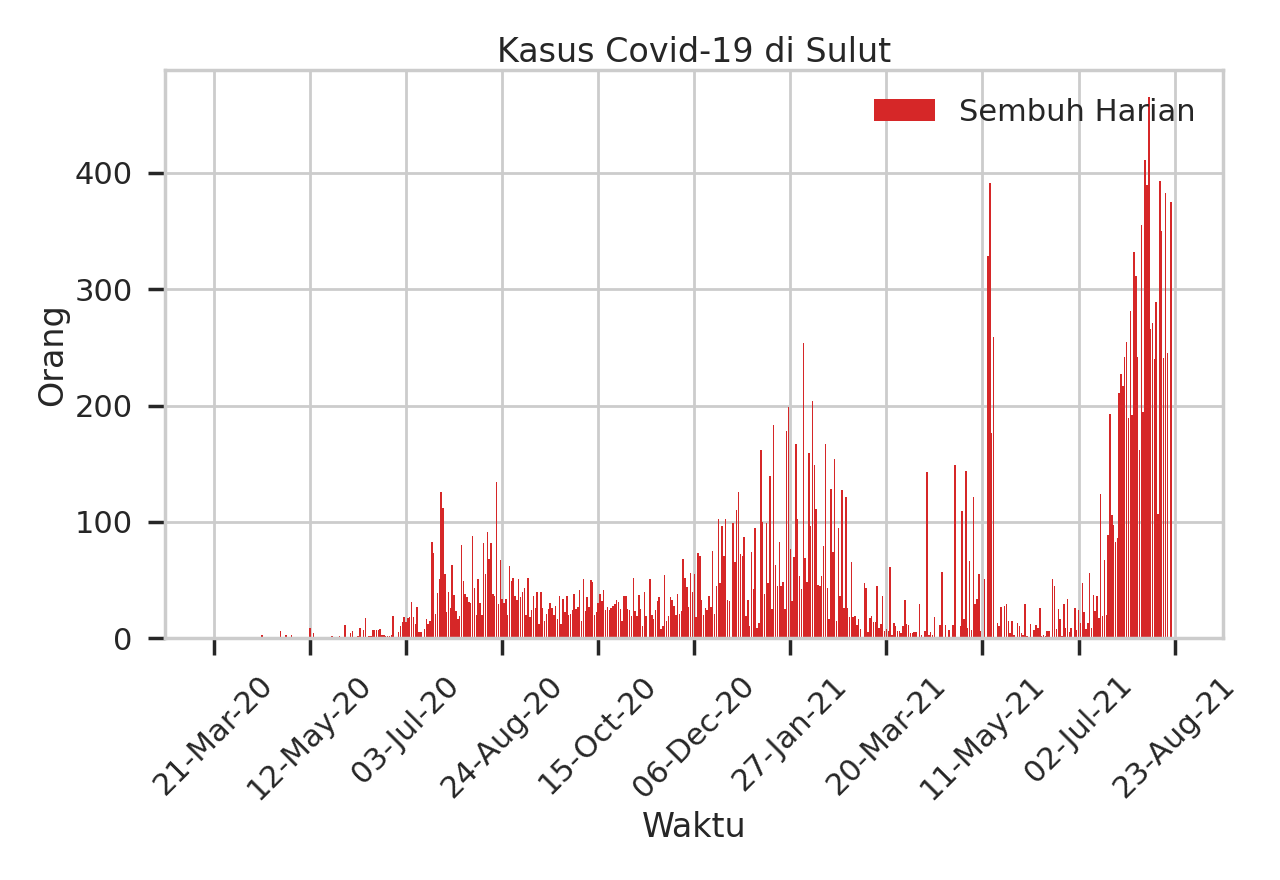 Kasus Covid-19 di Sulut
Sembuh Harian
400
300
200
100
0
Orang
21-Mar-20
12-May-20
03-Jul-20
24-Aug-20
15-Oct-20
06-Dec-20
27-Jan-21
20-Mar-21
11-May-21
02-Jul-21
23-Aug-21
Waktu